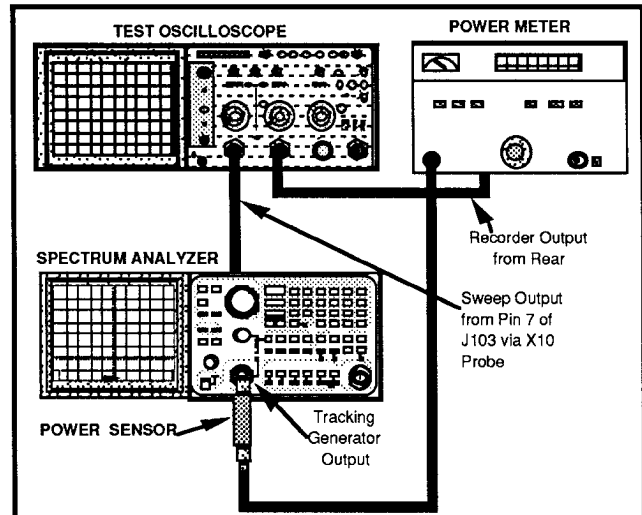 TEST OSCILLOSCOPE
POWER METER
Recorder Output
from Rear
SPECTRUM ANALYZER
Sweep Output
from Pin 7 of
J103 via X10
Probe
POWER SENSOR
Tracking
Generator
Output